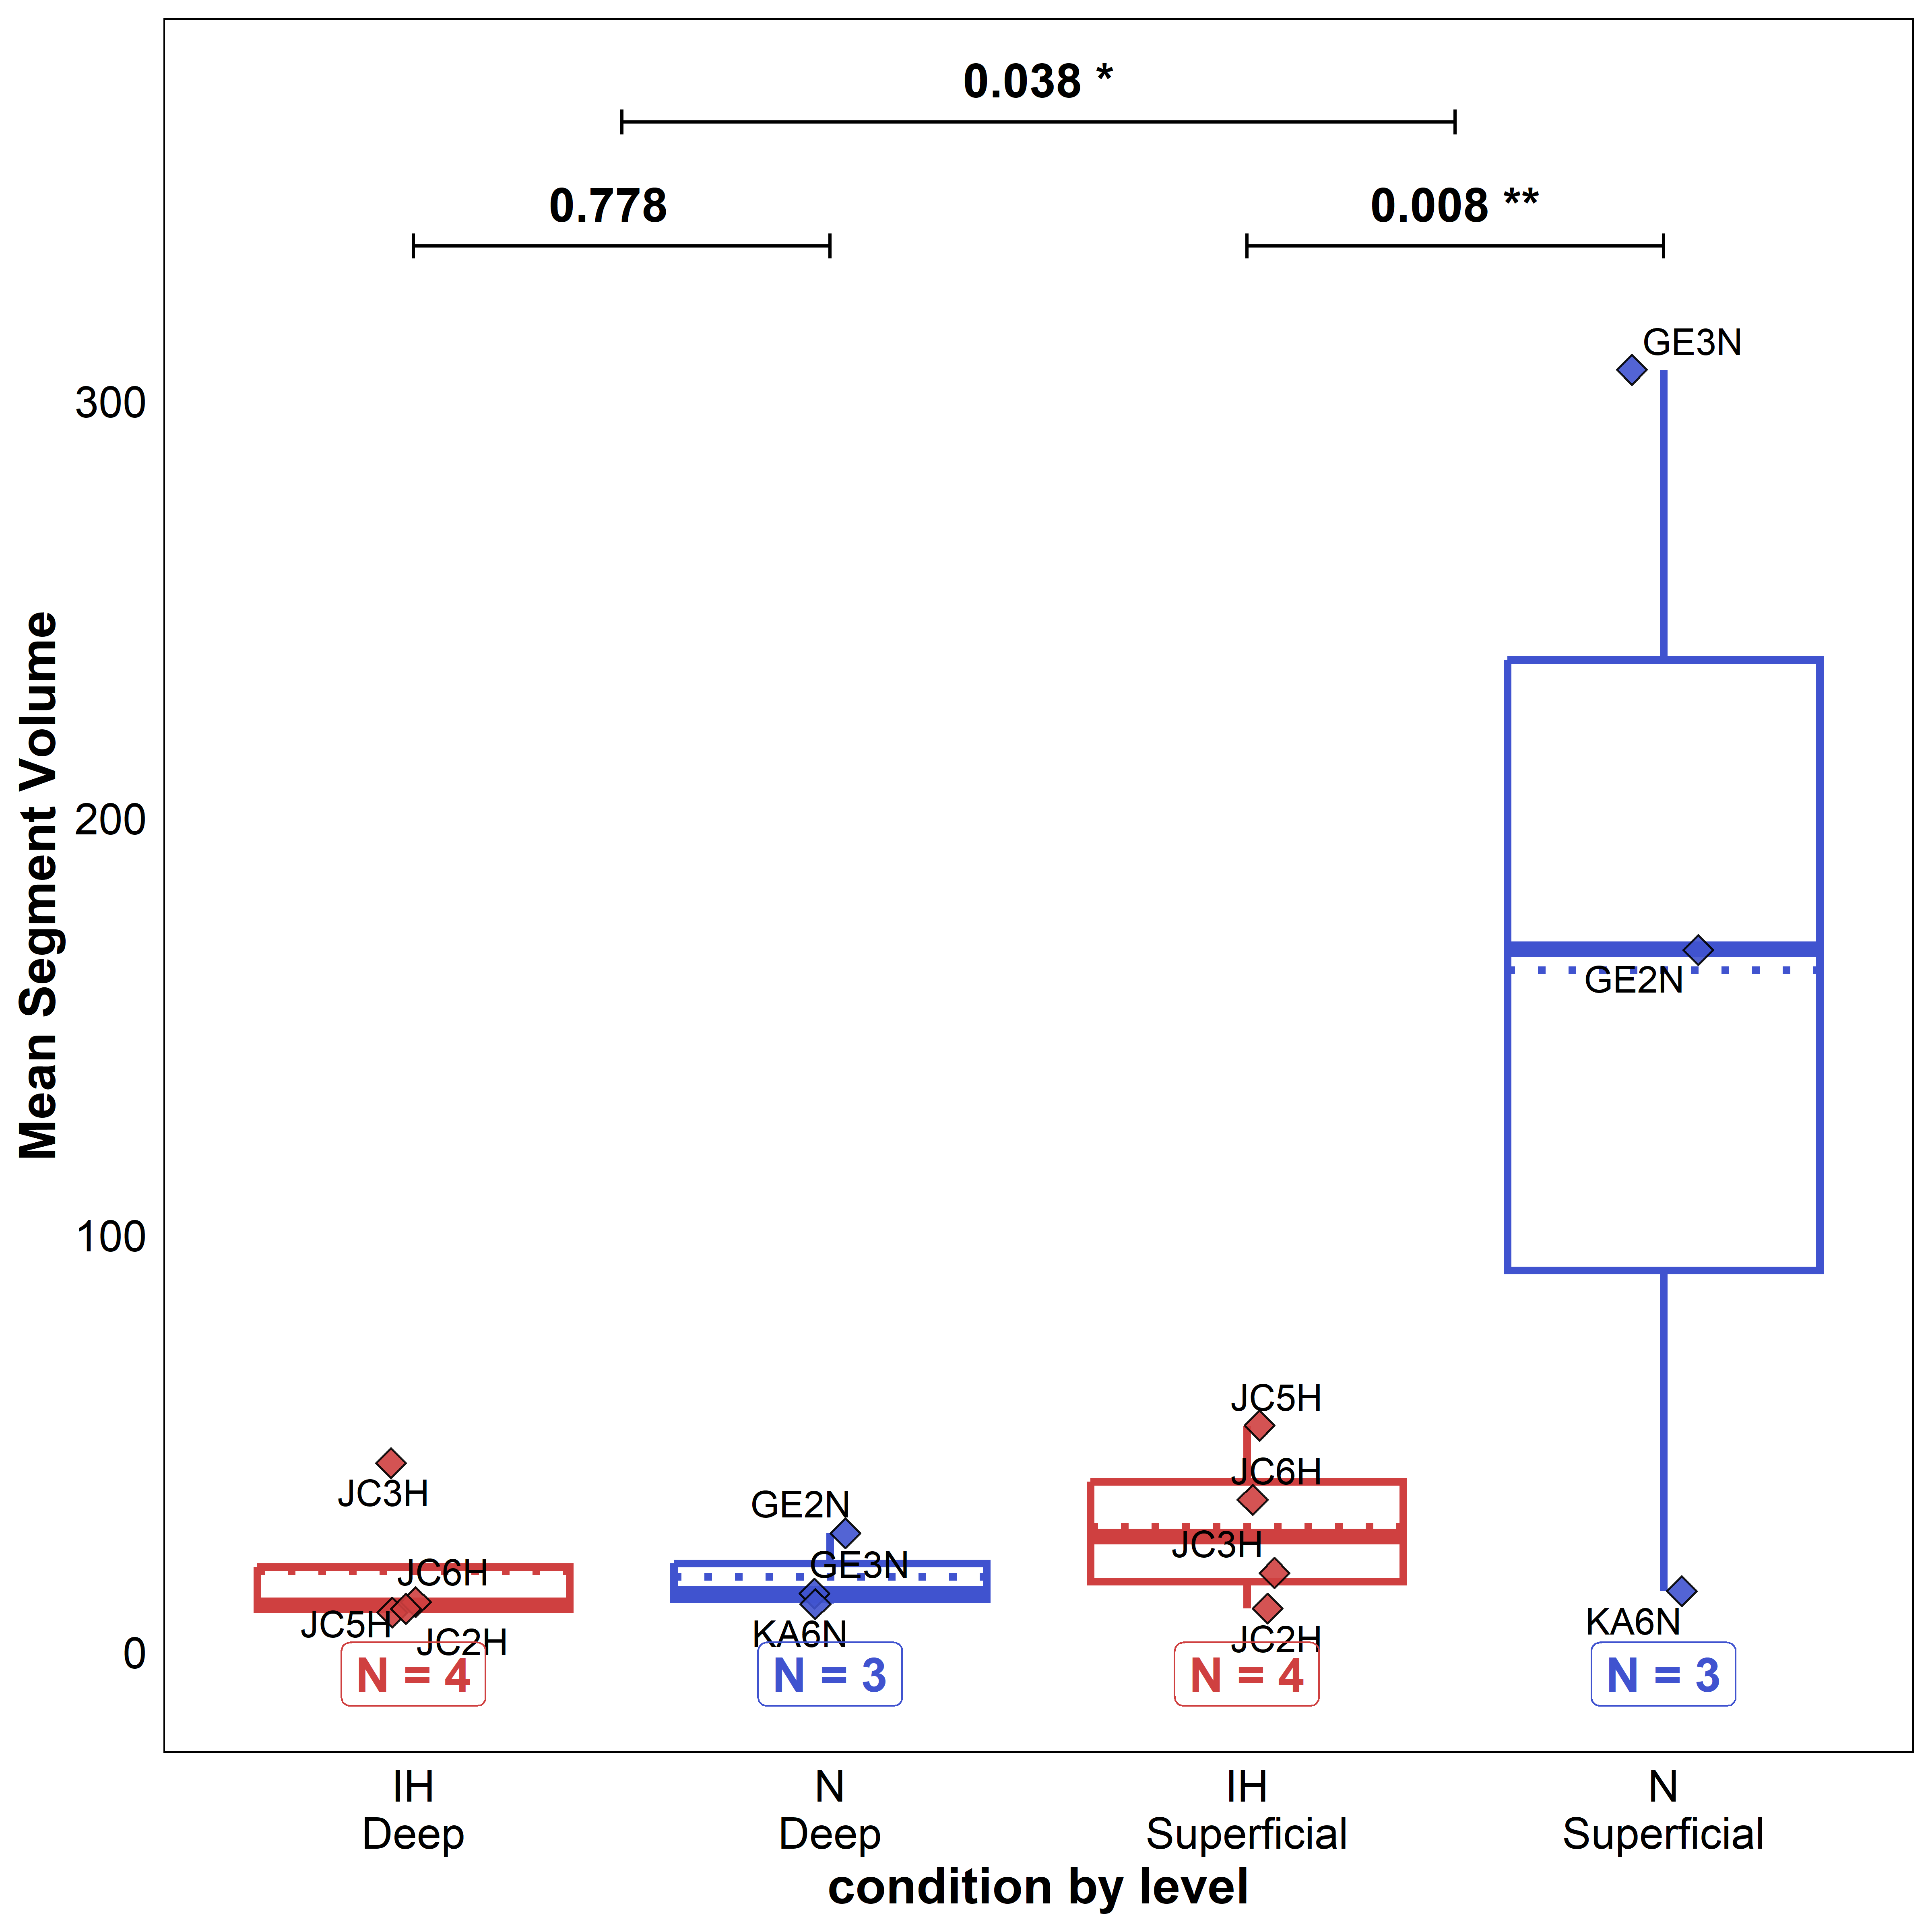 0.038 *
0.778
0.008 **
GE3N
300
200
GE2N
100
JC5H
JC3H
JC6H
GE2N
JC3H
GE3N
JC6H
KA6N
JC5H
JC2H
KA6N
JC2H
0
N = 4
N = 3
N = 4
N = 3
IH
Deep
N
Deep
IH
Superficial
N
Superficial
condition by level
Mean Segment Volume